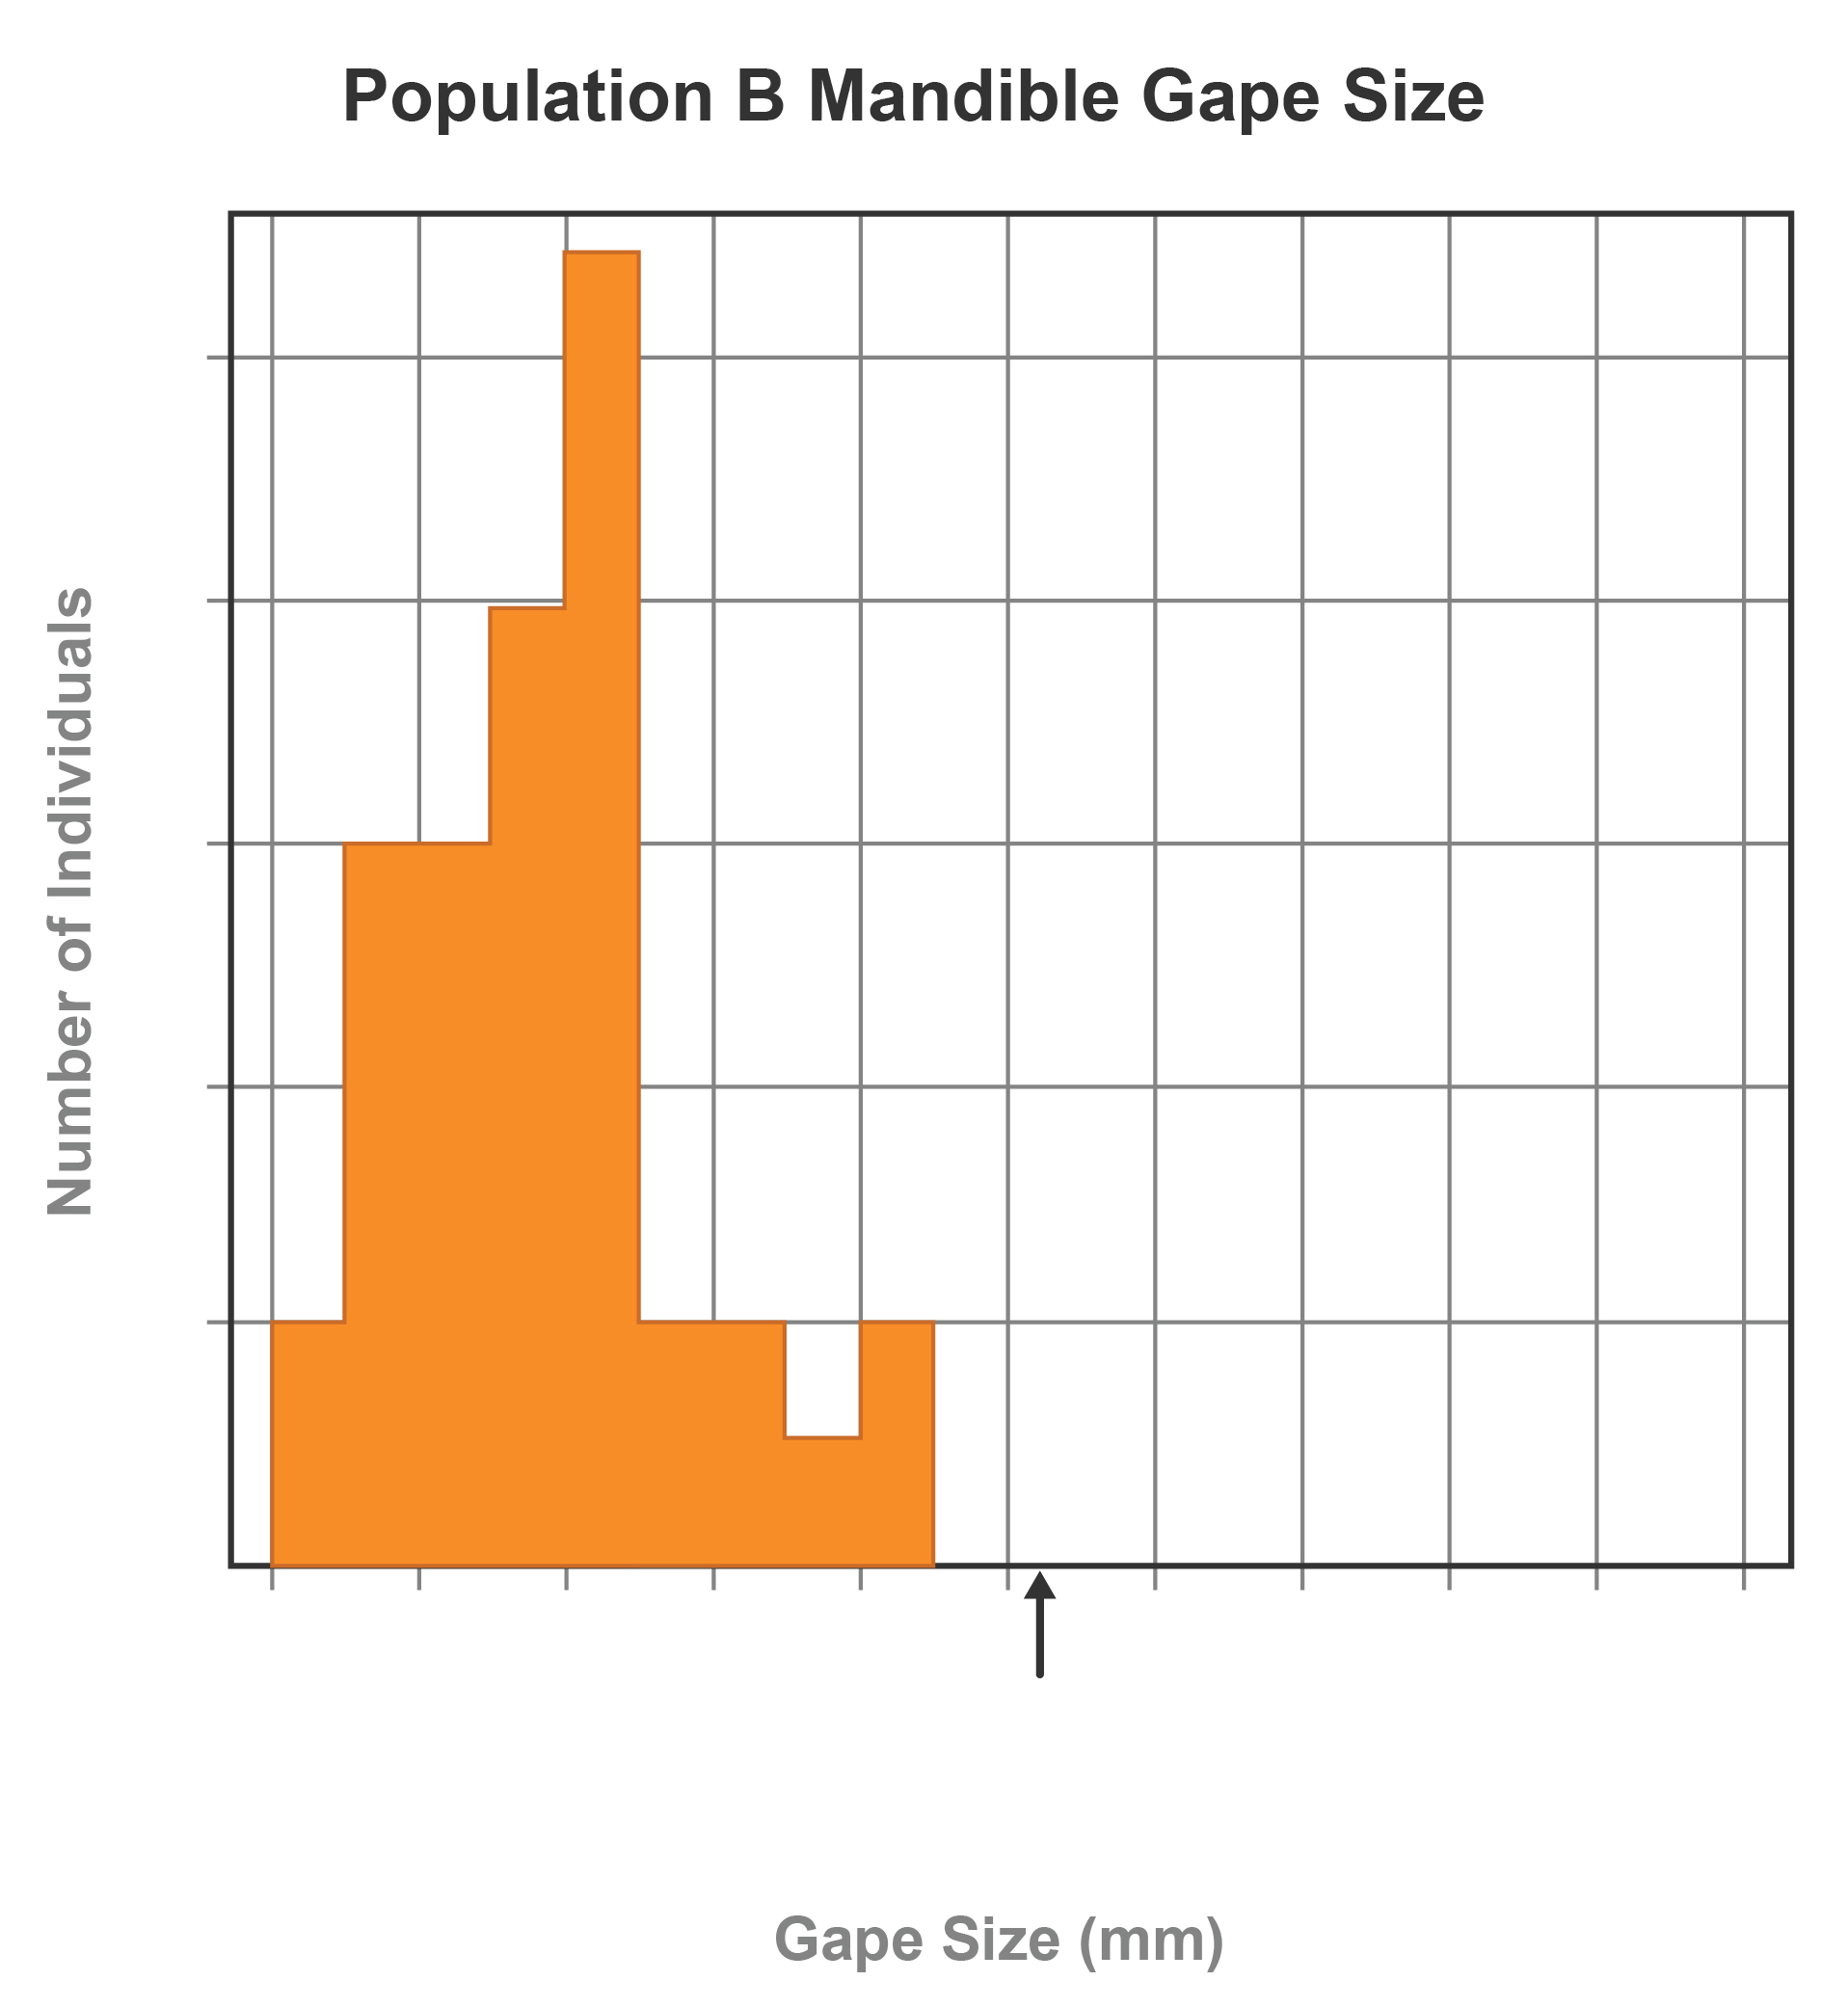 Population B Mandible Gape Size
Number of Individuals
Gape Size (mm)